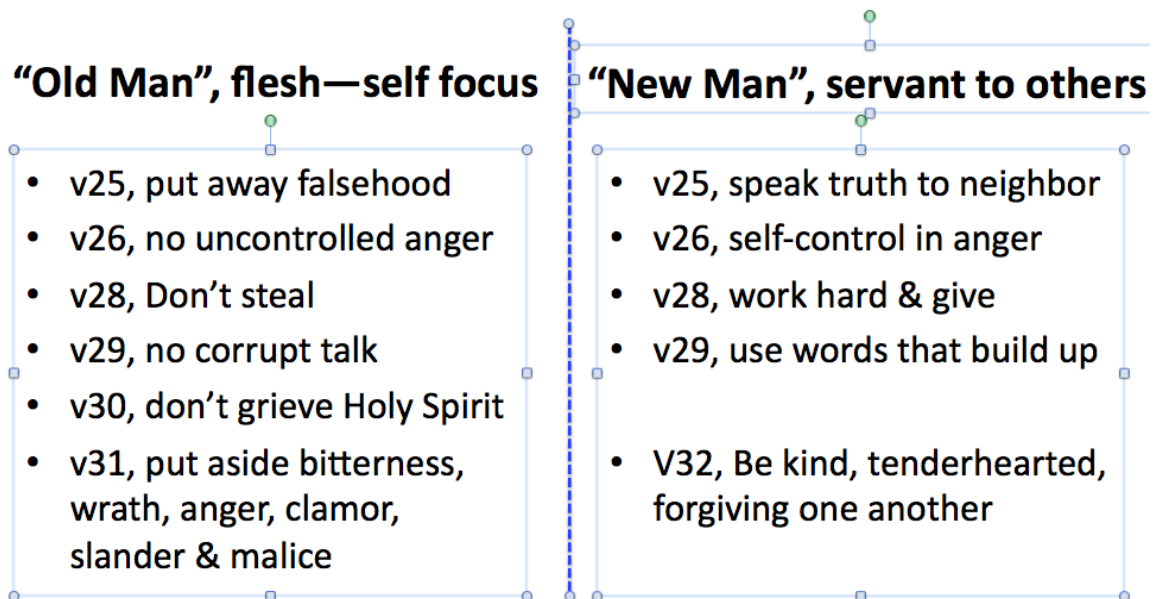 “Old Man”, flesh—self focus
• v25, put away falsehood
• v26, no uncontrolled anger
• v28, Don’t steal
• v29, no corrupt talk
• v30, don’t grieve Holy Spirit
• v31, put aside bitterness,
wrath, anger, clamor,
slander & malice
“New Man”, servant to others
• v25, speak truth to neighbor
• v26, self-control in anger
• v28, work hard & give
• v29, use words that build up
• V32, Be kind, tenderhearted,
forgiving one another